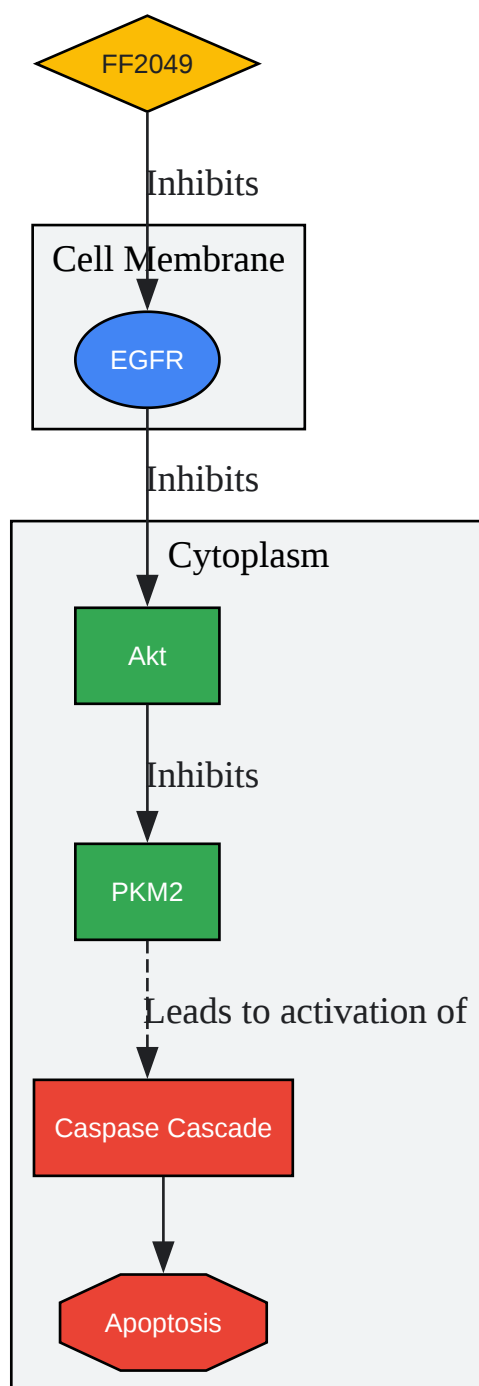 FF2049
Inhibits
Cell Membrane
EGFR
Inhibits
Cytoplasm
Akt
Inhibits
PKM2
Leads to activation of
Caspase Cascade
Apoptosis